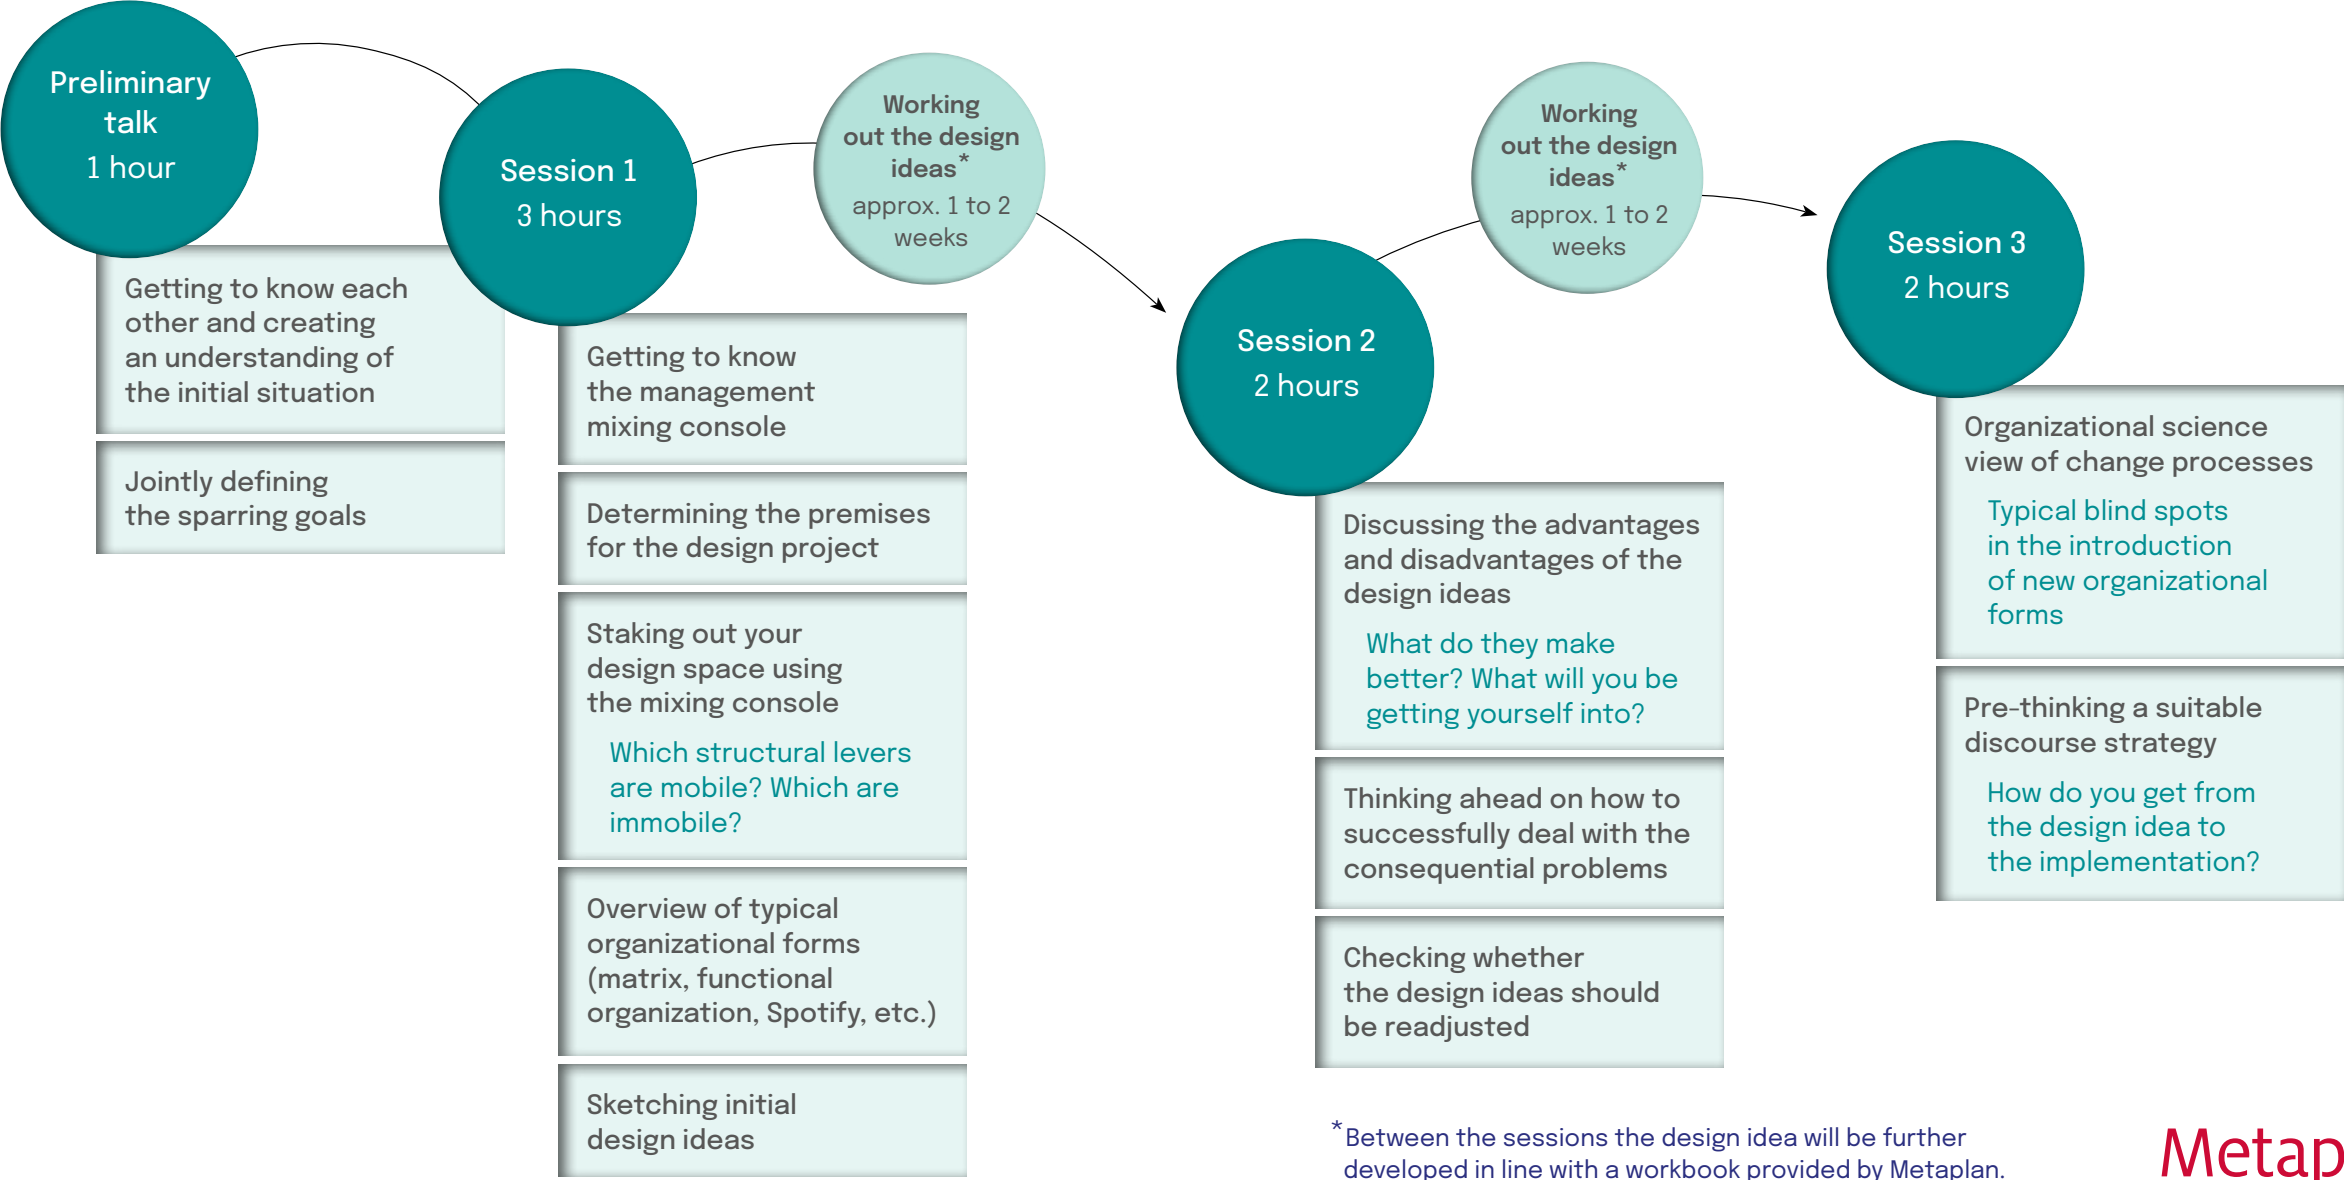 Preliminary
talk
1 hour
Getting to know each
other and creating
an understanding of
the initial situation
Jointly defining
the sparring goals
Session 1
3 hours
Getting to know
the management
mixing console
Determining the premises
for the design project
Staking out your
design space using
the mixing console
Which structural levers
are mobile? Which are
immobile?
Overview of typical
organizational forms
(matrix, functional
organization, Spotify, etc.)
Sketching initial
design ideas
Working
out the design
ideas*
approx. 1 to 2
weeks
Session 2
2 hours
Discussing the advantages
and disadvantages of the
design ideas
What do they make
better? What will you be
getting yourself into?
Thinking ahead on how to
successfully deal with the
consequential problems
Checking whether
the design ideas should
be readjusted
Working
out the design
ideas*
approx. 1 to 2
weeks
Session 3
2 hours
Organizational science
view of change processes
Typical blind spots
in the introduction
of new organizational
forms
Pre-thinking a suitable
discourse strategy
How do you get from
the design idea to
the implementation?
*Between the sessions the design idea will be further
developed in line with a workbook provided by Metaplan.
Metap